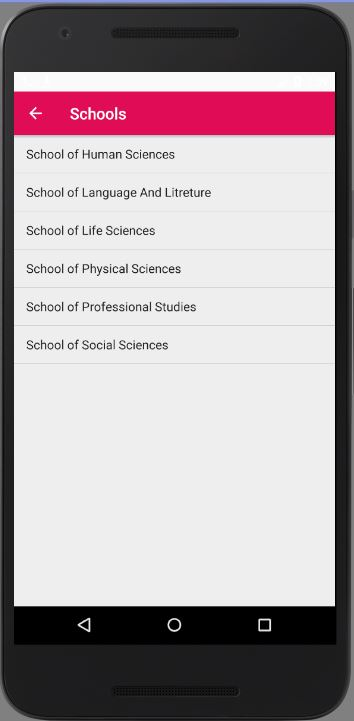 Schools
School of Human Sciences
School of Language And Litreture
School of Life Sciences
School of Physical Sciences
School of Professional Studies
School of Social Sciences